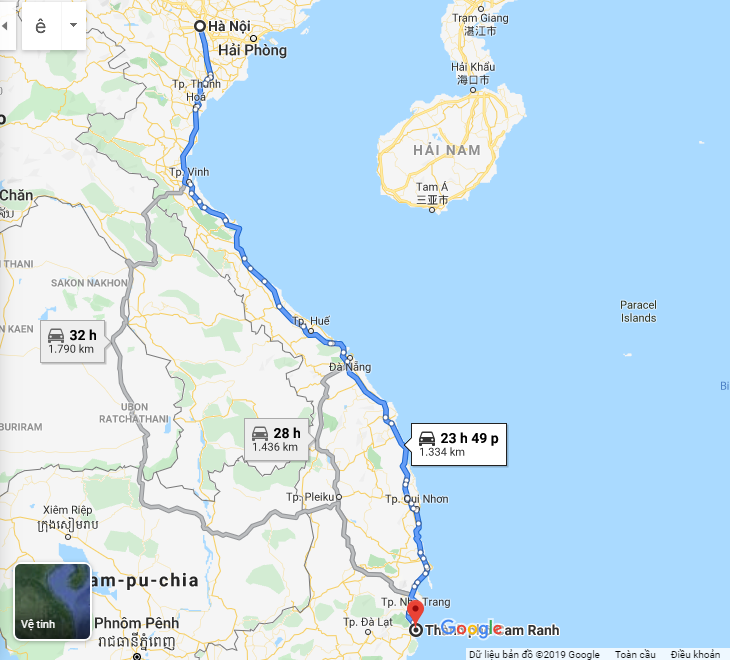 ê
Hà Nội
Hải Phòng
Trạm Giang
湛江市
Tp. Thanh
Hoá
Hải Khẩu
海口市
HẢI NAM
Tam Á
三亚市
Tp. Vinh
Chăn
THANI
SAKON NAKHON
Paracel
Islands
Tp. Huế
KAEN
32 h
1.790 km
Đà Nẵng
UBON
RATCHATHANI
BURIRAM
28 h
1.436 km
23 h 49 p
1.334 km
Tp. Pleiku
Tp. Qui Nhơn
Xiêm Riệp
ក្រុងសៀមរាប
am-pu-chia
Tp. Nha Trang
Tp. Đà Lạt
Phnôm Pênh
រាជធានីភ្នំពេញ
Google
Cam Ranh
Vệ tinh
Dữ liệu bản đồ ©2019 Google Toàn cầu Điều khoản